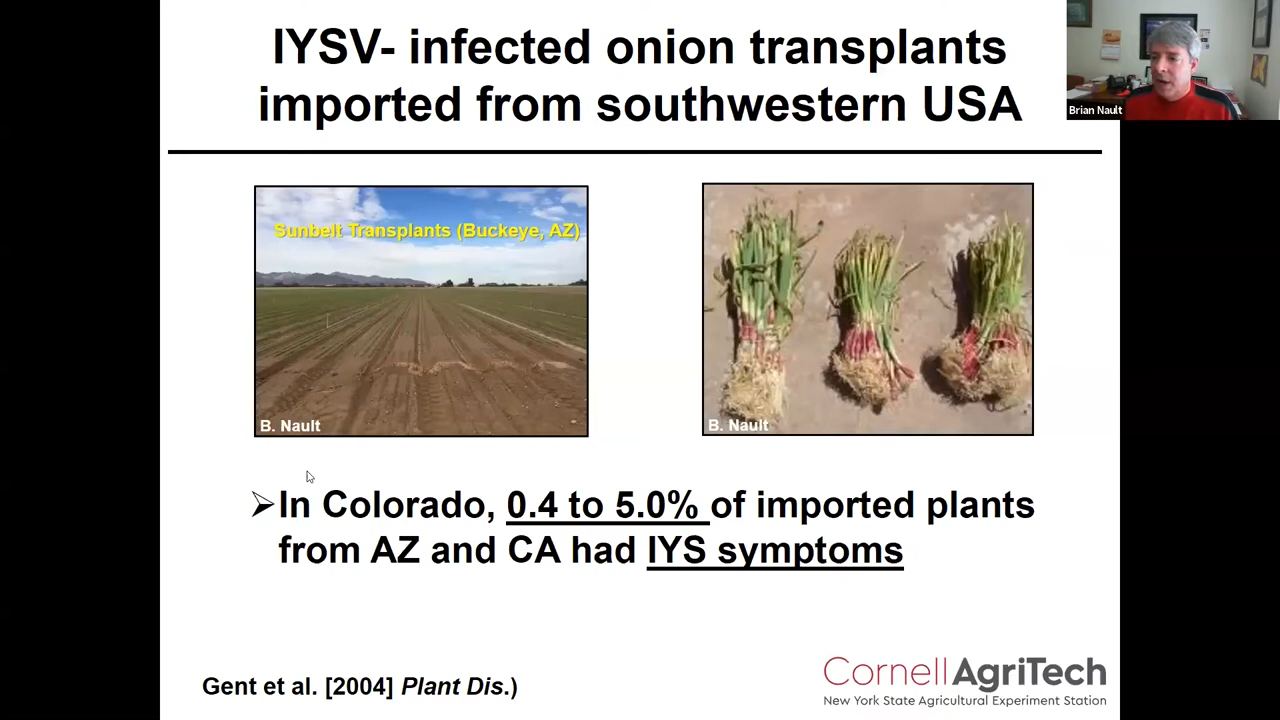 IYSV- infected onion transplants
imported from southwestern USA
Brian Nault
Sunbelt Transplants (Buckeye, AZ)
B. Nault
B. Nault
➢In Colorado, 0.4 to 5.0% of imported plants
from AZ and CA had IYS symptoms
Gent et al. [2004] Plant Dis.)
Cornell AgriTech
New York State Agricultural Experiment Station